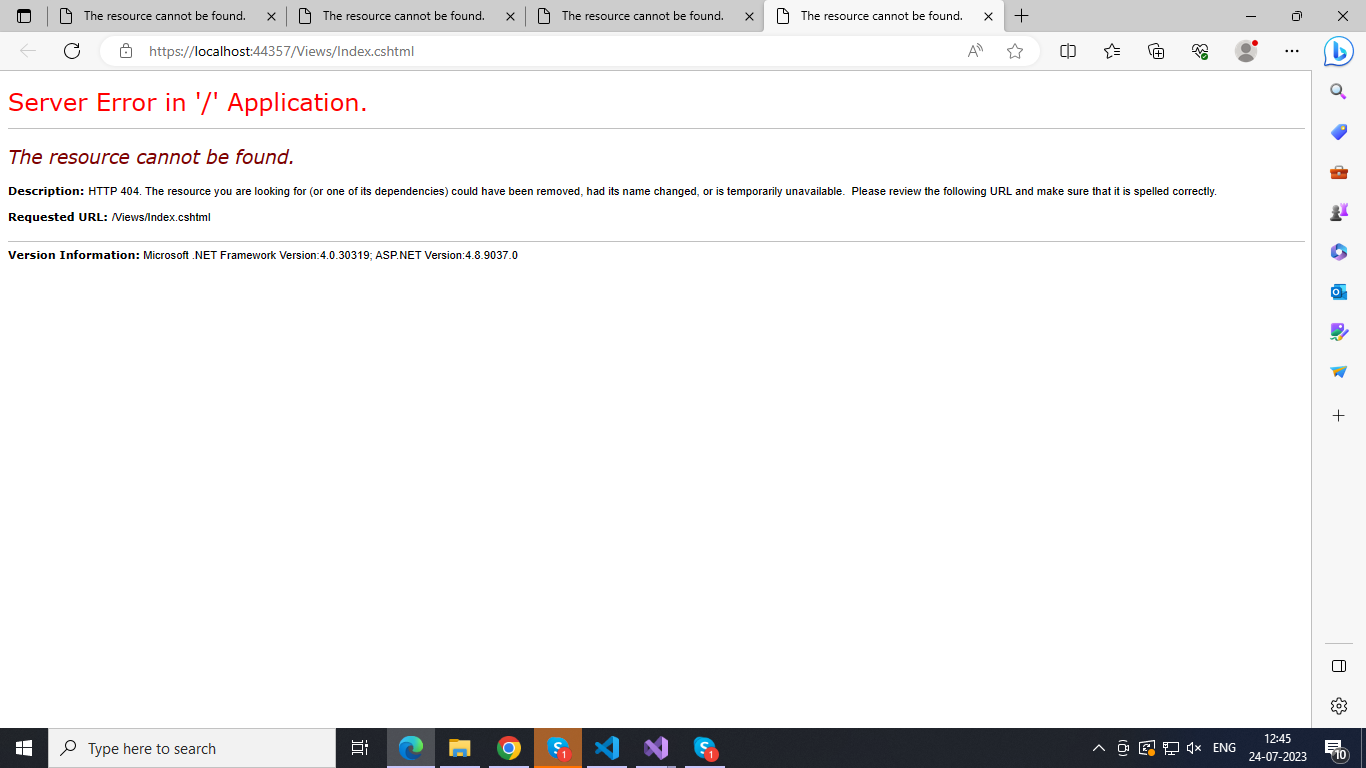 The resource cannot be found.
The resource cannot be found.
The resource cannot be found.
The resource cannot be found.
https://localhost:44357/Views/Index.cshtml
Server Error in '/' Application.
The resource cannot be found.
Description: HTTP 404. The resource you are looking for (or one of its dependencies) could have been removed, had its name changed, or is temporarily unavailable.  Please review the following URL and make sure that it is spelled correctly.
Requested URL: /Views/Index.cshtml
Version Information: Microsoft .NET Framework Version:4.0.30319; ASP.NET Version:4.8.9037.0
Type here to search
S 1
S 1
ENG
12:45
24-07-2023
10